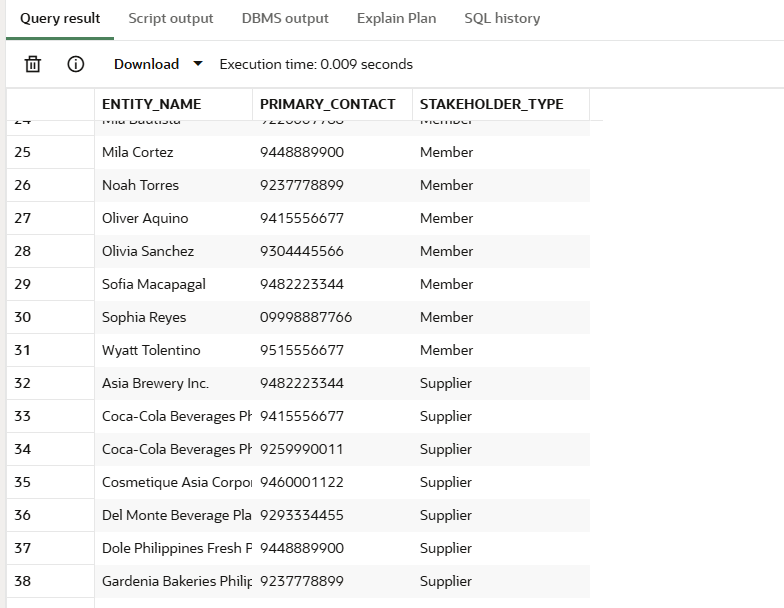 Query result Script output DBMS output Explain Plan SQL history
Download Execution time: 0.009 seconds
ENTITY_NAME PRIMARY_CONTACT STAKEHOLDER_TYPE
24 Mia Bautista Member
25 Mila Cortez 9448889900 Member
26 Noah Torres 9237778899 Member
27 Oliver Aquino 9415556677 Member
28 Olivia Sanchez 9304445566 Member
29 Sofia Macapagal 9482223344 Member
30 Sophia Reyes 09998887766 Member
31 Wyatt Tolentino 9515556677 Member
32 Asia Brewery Inc. 9482223344 Supplier
33 Coca-Cola Beverages Ph 9415556677 Supplier
34 Coca-Cola Beverages Ph 9259990011 Supplier
35 Cosmetique Asia Corpor 9460001122 Supplier
36 Del Monte Beverage Pla 9293334455 Supplier
37 Dole Philippines Fresh P 9448889900 Supplier
38 Gardenia Bakeries Philip 9237778899 Supplier